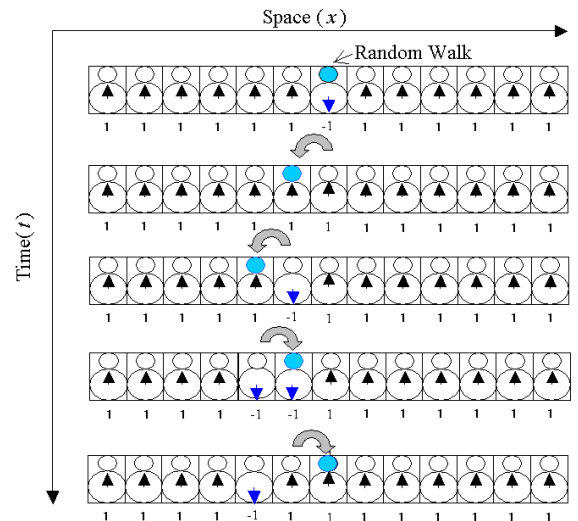 Space (x)
Random Walk
Time(t)
1 1 1 1 1 1 -1 1 1 1 1 1 1
1 1 1 1 1 1 1 1 1 1 1 1 1
1 1 1 1 1 -1 1 1 1 1 1 1 1
1 1 1 1 -1 -1 1 1 1 1 1 1 1
1 1 1 1 -1 1 1 1 1 1 1 1 1